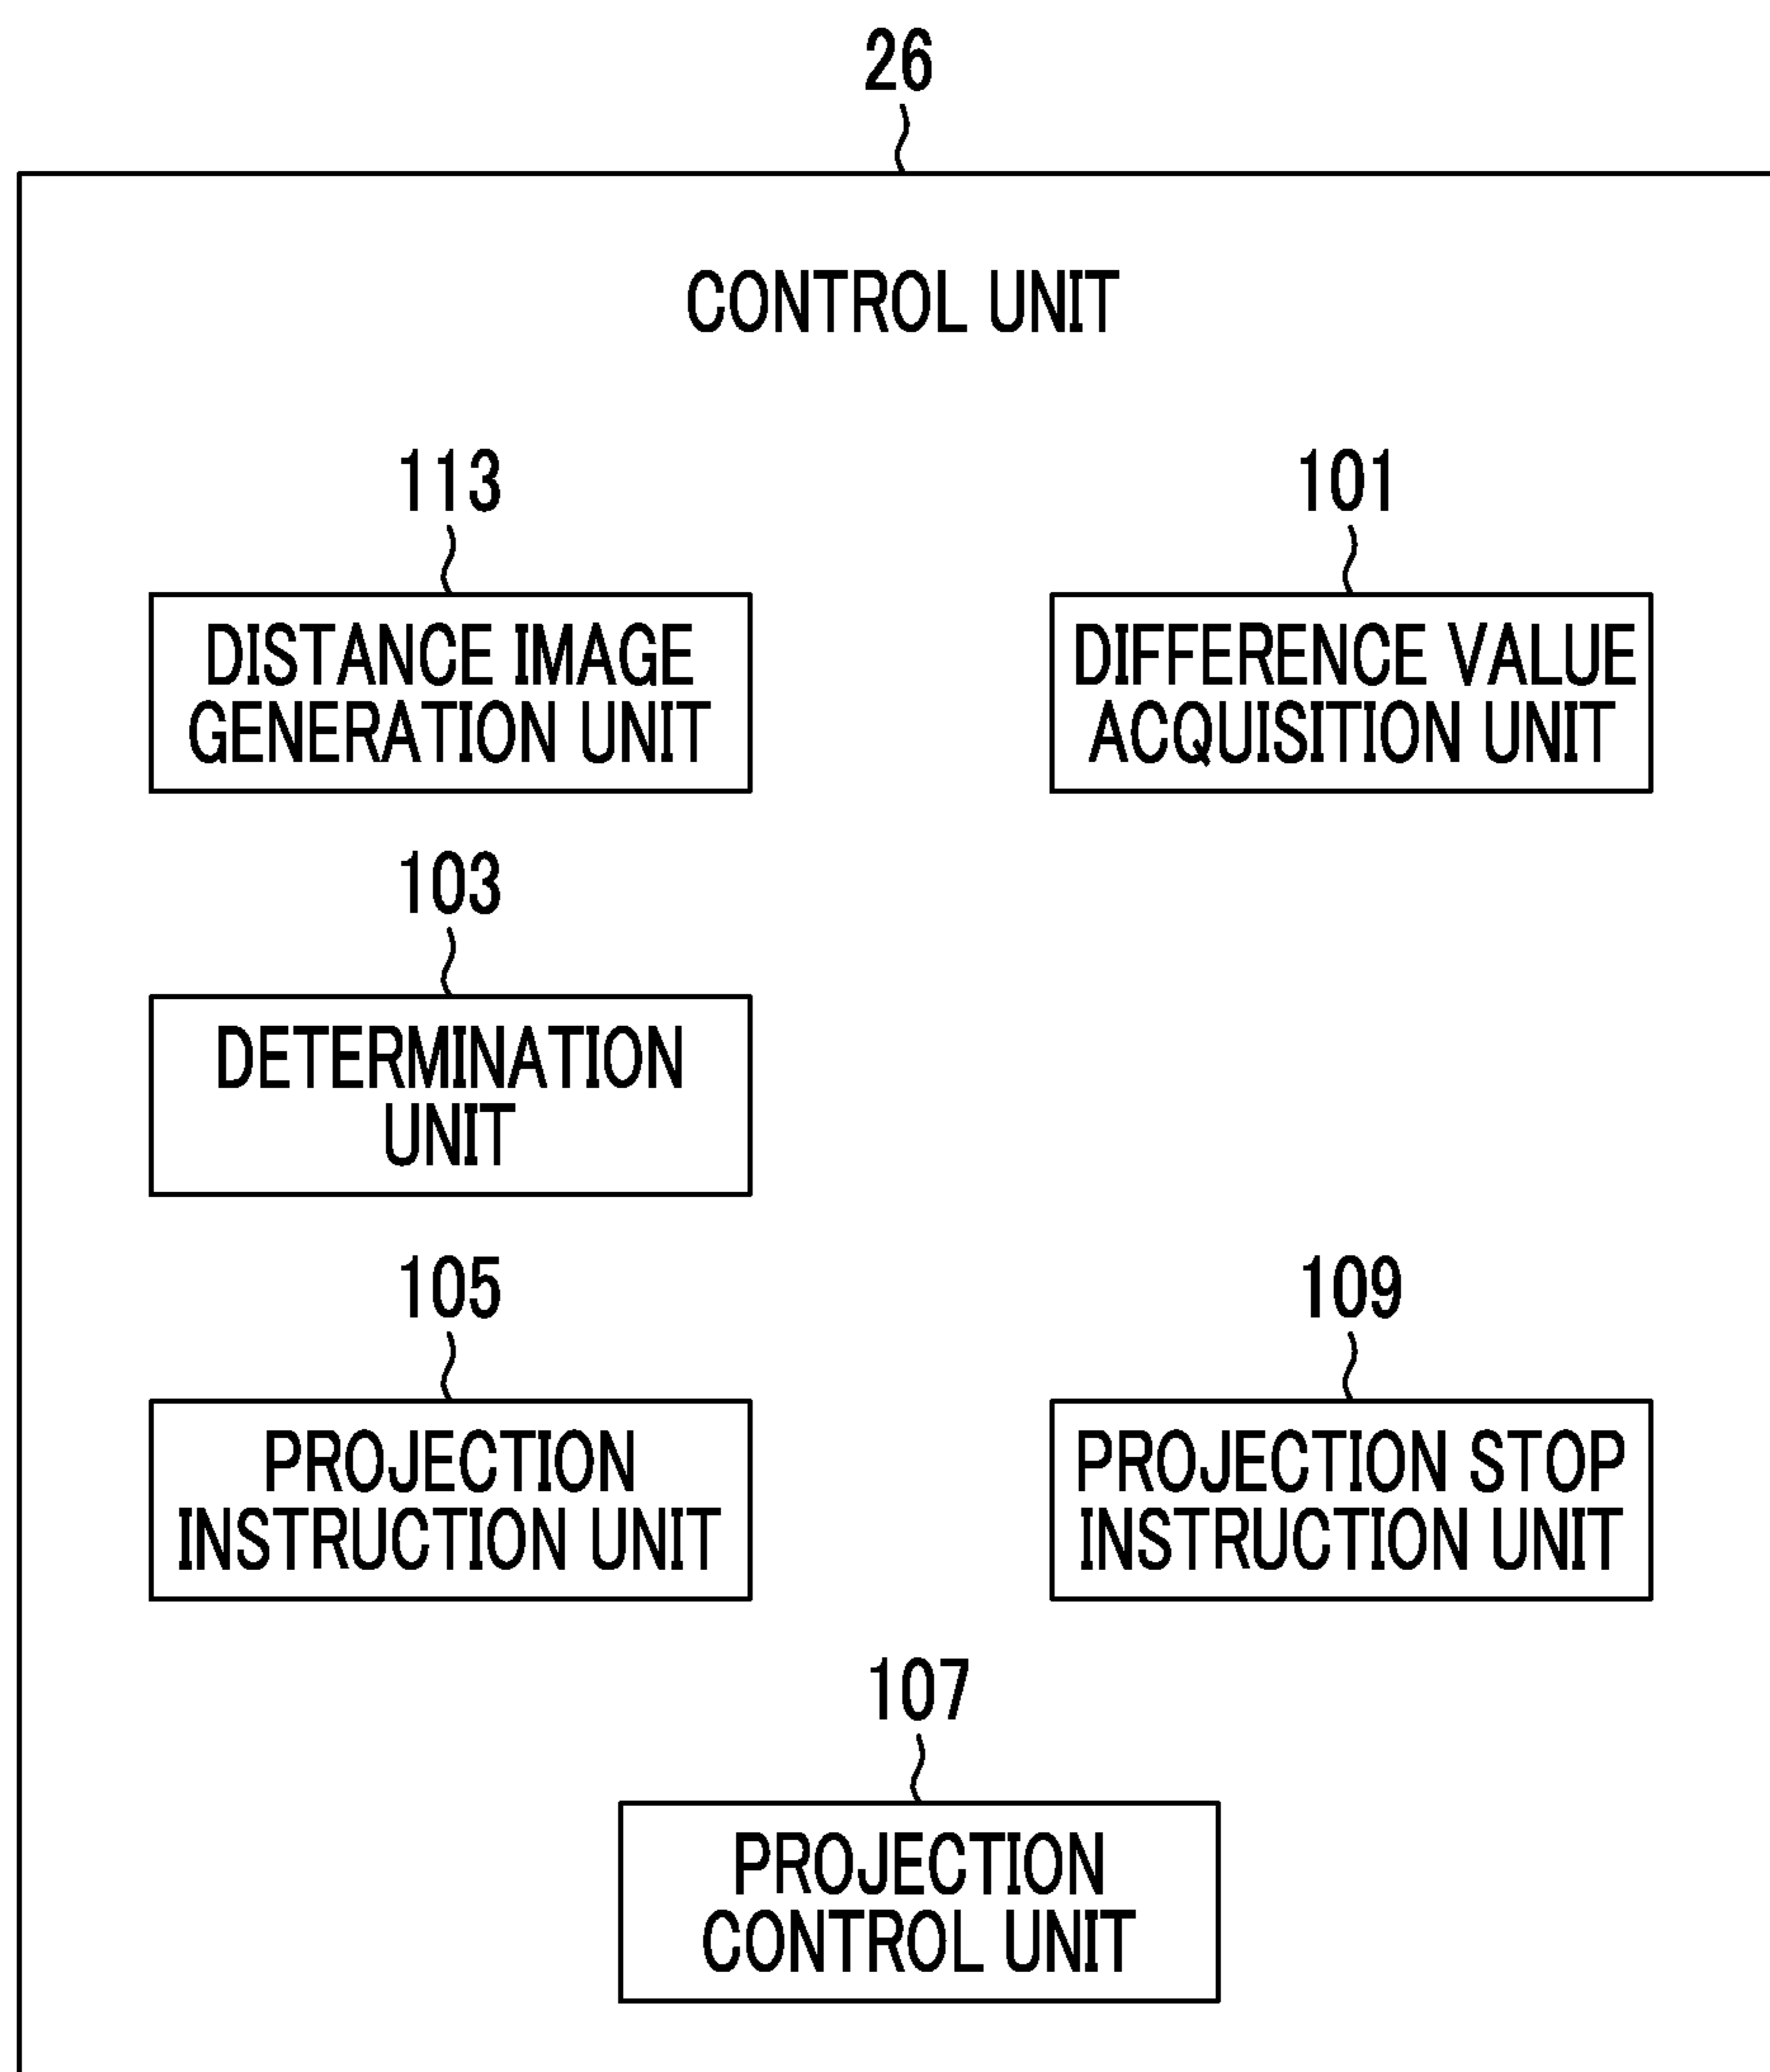 26
CONTROL UNIT
113
DISTANCE IMAGE
GENERATION UNIT
101
DIFFERENCE VALUE
ACQUISITION UNIT
103
DETERMINATION
UNIT
105
PROJECTION
INSTRUCTION UNIT
109
PROJECTION STOP
INSTRUCTION UNIT
107
PROJECTION
CONTROL UNIT